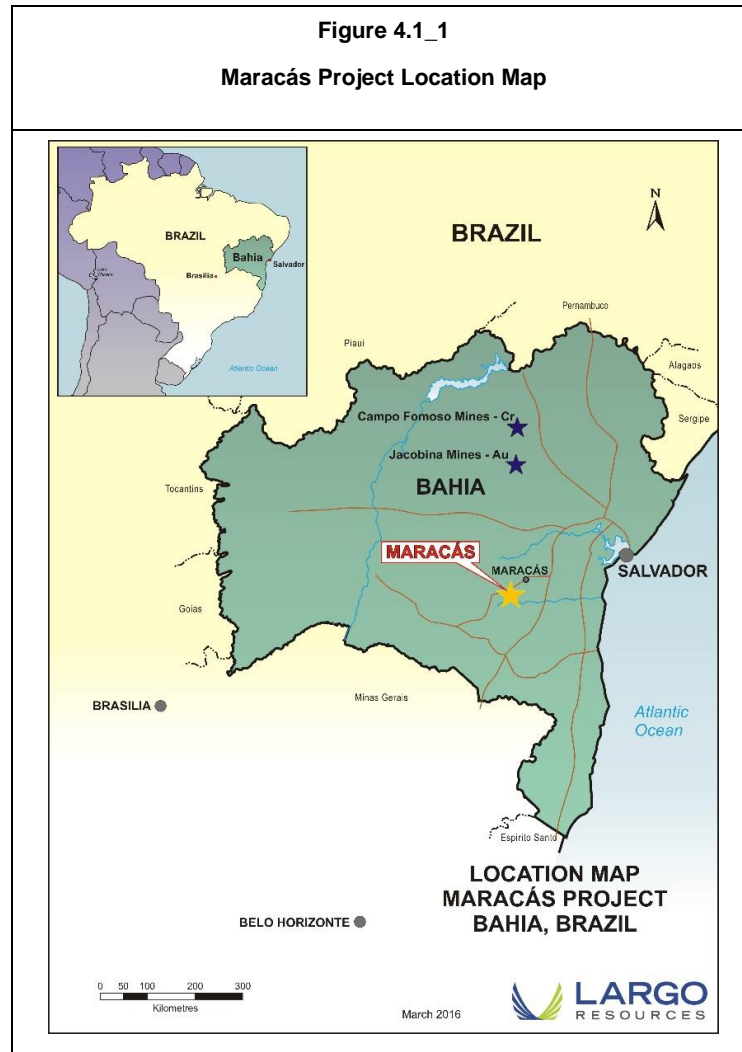 Figure 4.1_1
Maracás Project Location Map
BRAZIL
Bahia
Salvador
Brasilia
Atlantic
Ocean
N
BRAZIL
Pernambuco
Piaui
Alagaos
Sergipe
Campo Fomoso Mines - Cr
Jacobina Mines - Au
BAHIA
Tocantins
MARACÁS
MARACÁS
SALVADOR
Goias
Minas Gerais
BRASILIA
Atlantic
Ocean
Espirito Santo
LOCATION MAP
MARACÁS PROJECT
BAHIA, BRAZIL
BELO HORIZONTE
0 50 100 200 300
Kilometres
March 2016
LARGO
RESOURCES